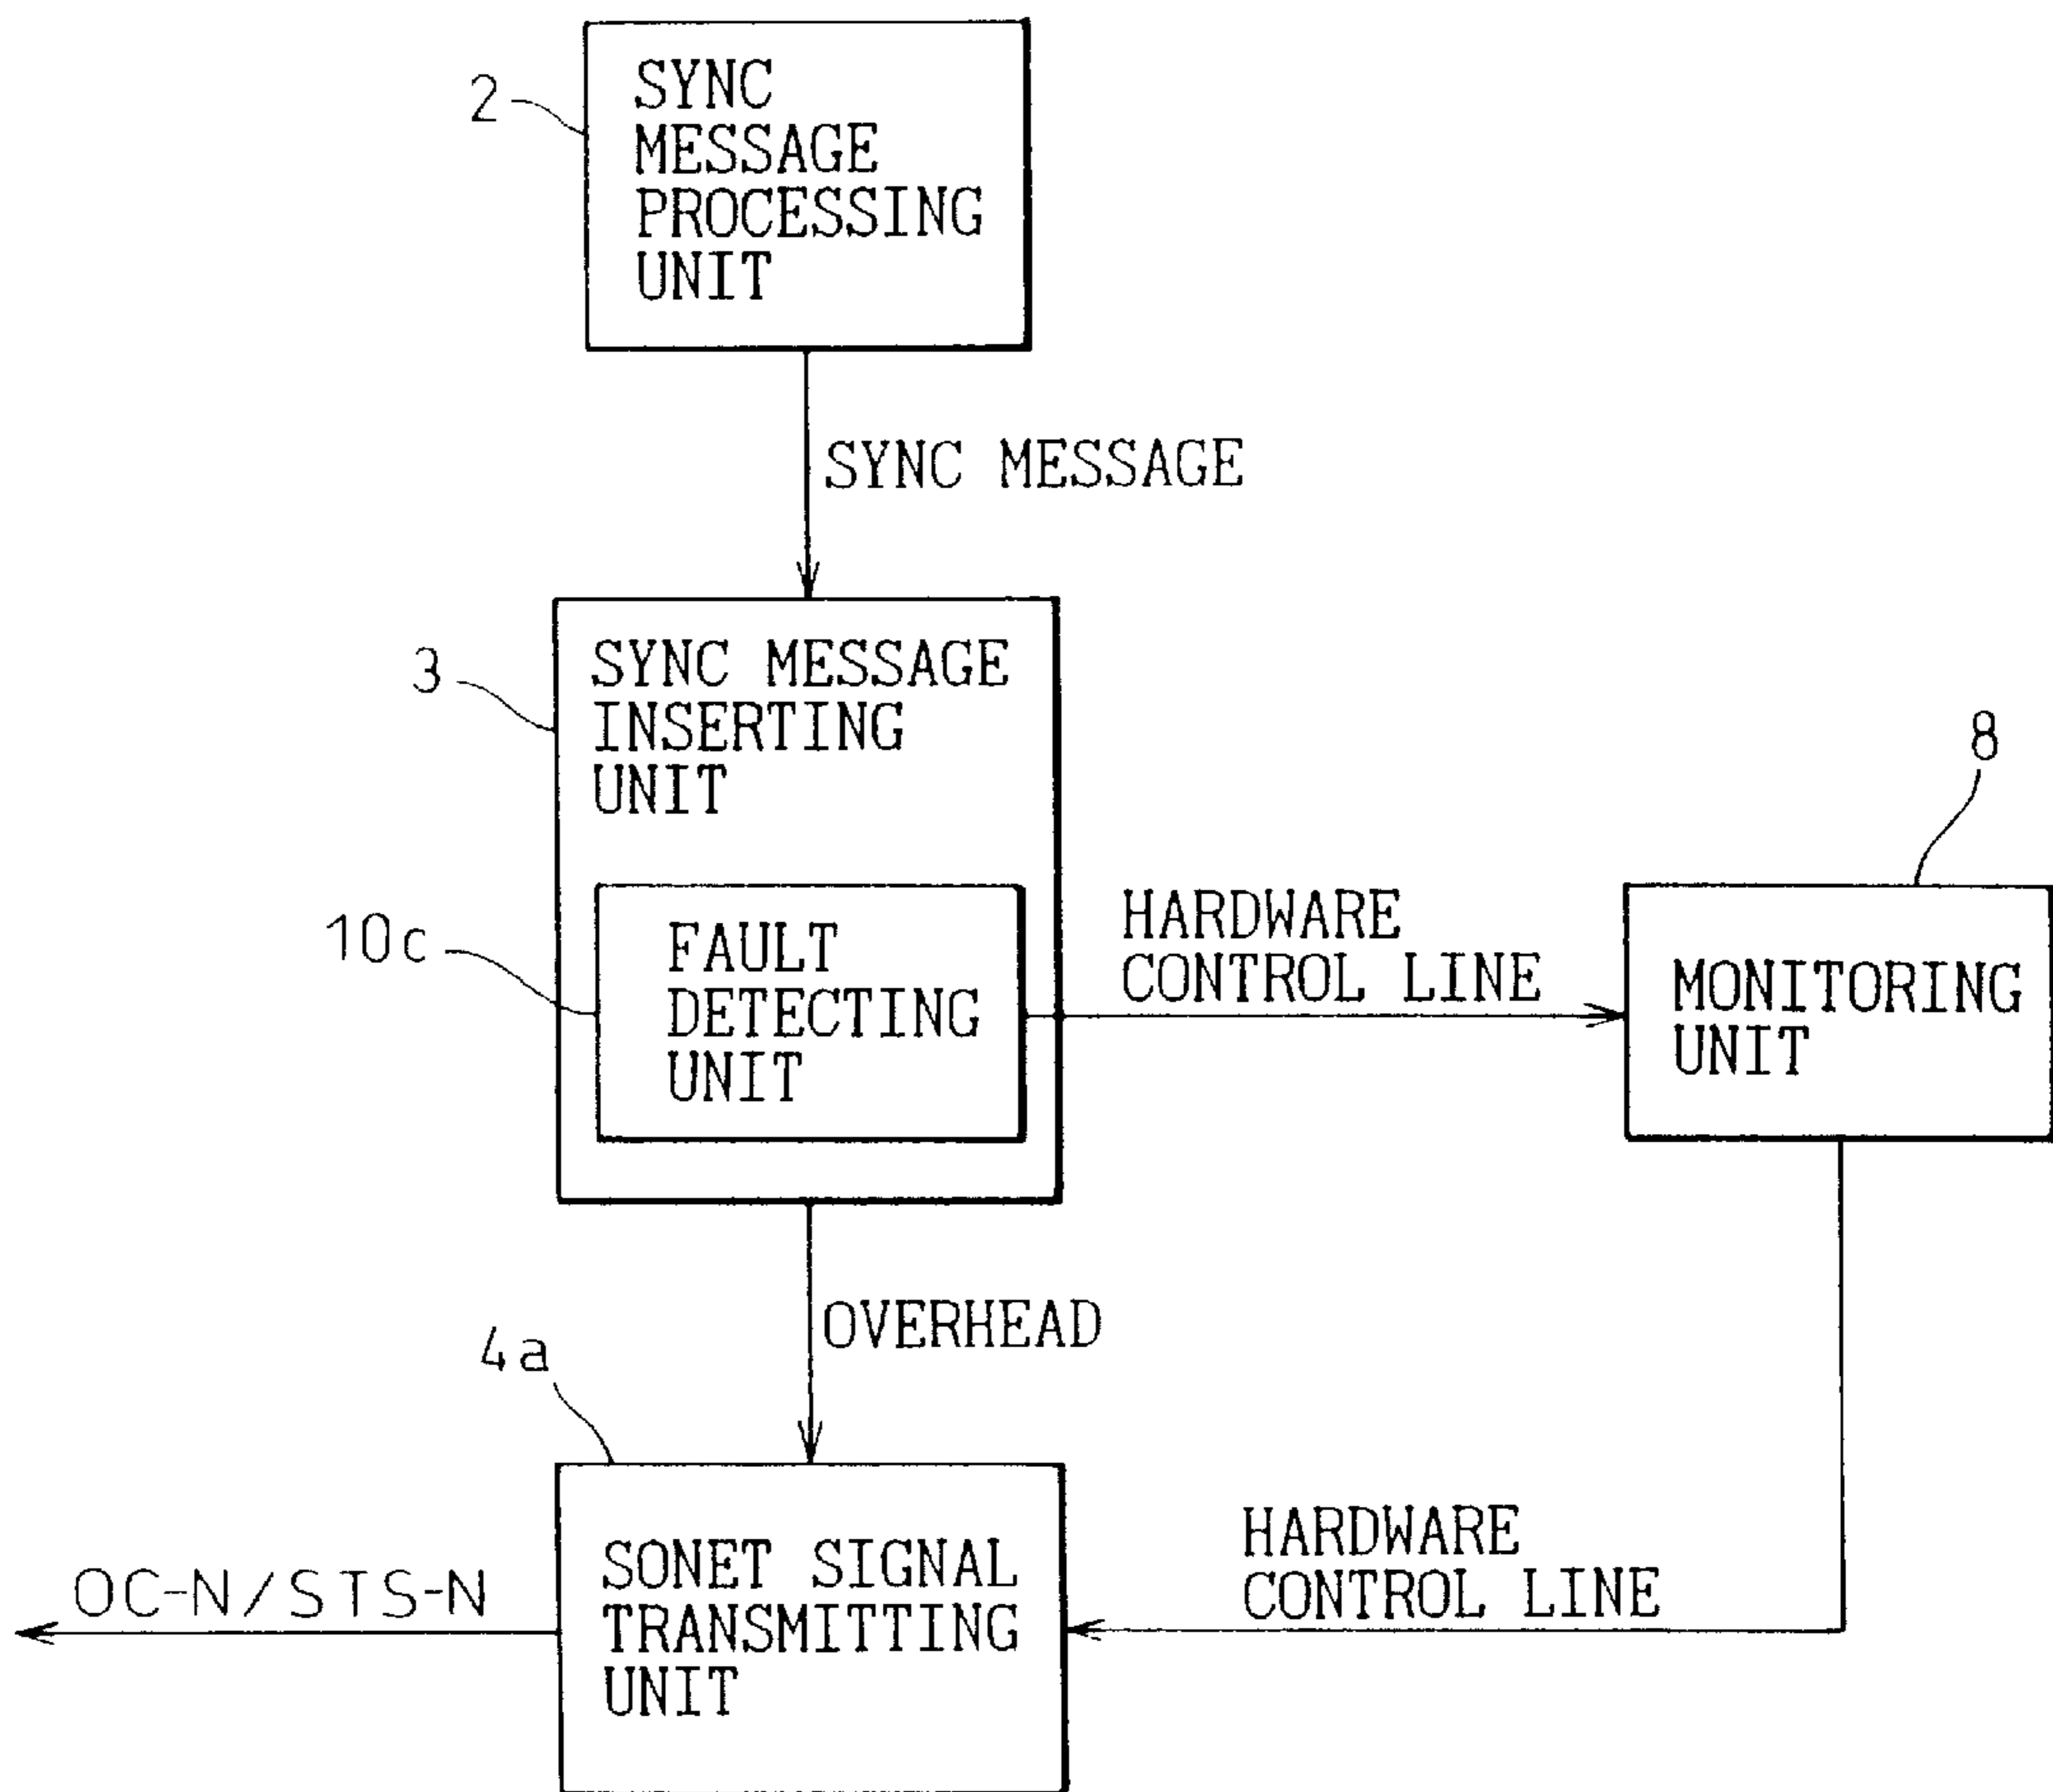 2
SYNC
MESSAGE
PROCESSING
UNIT
SYNC MESSAGE
3
SYNC MESSAGE
INSERTING
UNIT
10c
FAULT
DETECTING
UNIT
HARDWARE
CONTROL LINE
8
MONITORING
UNIT
OVERHEAD
4a
SONET SIGNAL
TRANSMITTING
UNIT
HARDWARE
CONTROL LINE
OC-N/STS-N